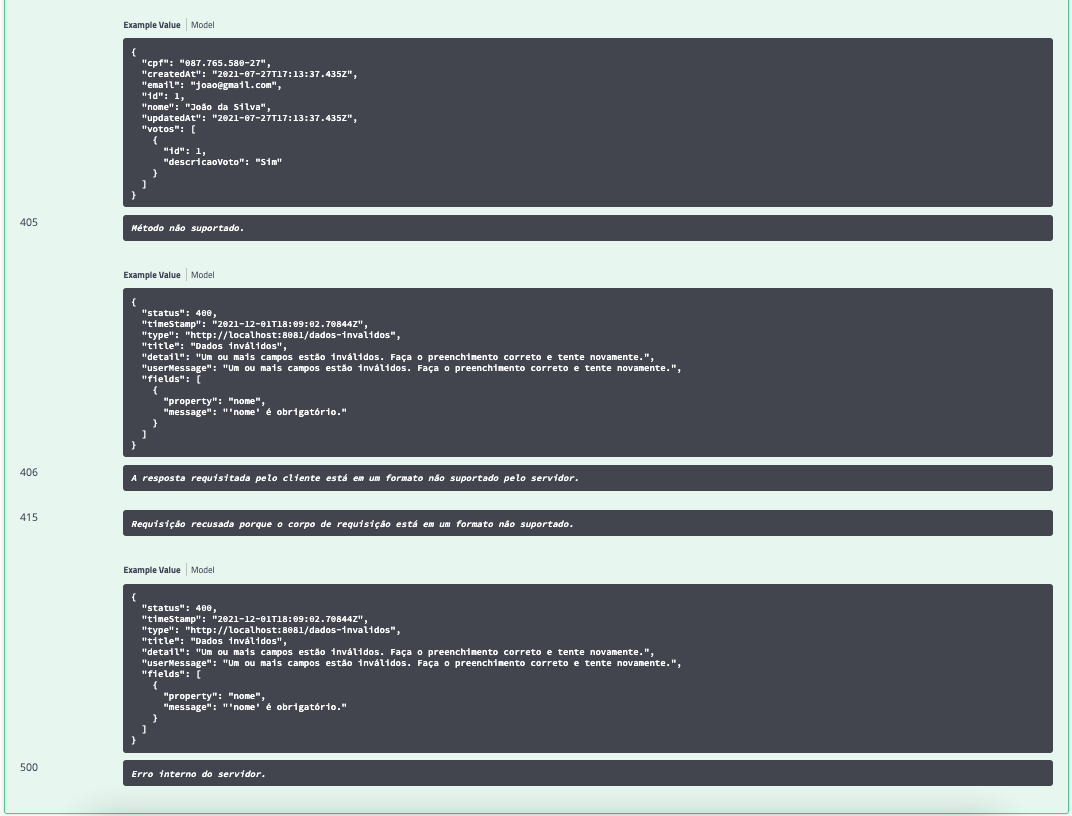 Example Value | Model
{
  "cpf": "087.765.580-27",
  "createdAt": "2021-07-27T17:13:37.435Z",
  "email": "joao@gmail.com",
  "id": 1,
  "nome": "João da Silva",
  "updatedAt": "2021-07-27T17:13:37.435Z",
  "votos": [
    {
      "id": 1,
      "descricaoVoto": "Sim"
    }
  ]
}
405
Método não suportado.
Example Value | Model
{
  "status": 400,
  "timeStamp": "2021-12-01T18:09:02.70844Z",
  "type": "http://localhost:8081/dados-invalidos",
  "title": "Dados inválidos",
  "detail": "Um ou mais campos estão inválidos. Faça o preenchimento correto e tente novamente.",
  "userMessage": "Um ou mais campos estão inválidos. Faça o preenchimento correto e tente novamente.",
  "fields": [
    {
      "property": "nome",
      "message": "'nome' é obrigatório."
    }
  ]
}
406
A resposta requisitada pelo cliente está em um formato não suportado pelo servidor.
415
Requisição recusada porque o corpo de requisição está em um formato não suportado.
Example Value | Model
{
  "status": 400,
  "timeStamp": "2021-12-01T18:09:02.70844Z",
  "type": "http://localhost:8081/dados-invalidos",
  "title": "Dados inválidos",
  "detail": "Um ou mais campos estão inválidos. Faça o preenchimento correto e tente novamente.",
  "userMessage": "Um ou mais campos estão inválidos. Faça o preenchimento correto e tente novamente.",
  "fields": [
    {
      "property": "nome",
      "message": "'nome' é obrigatório."
    }
  ]
}
500
Erro interno do servidor.